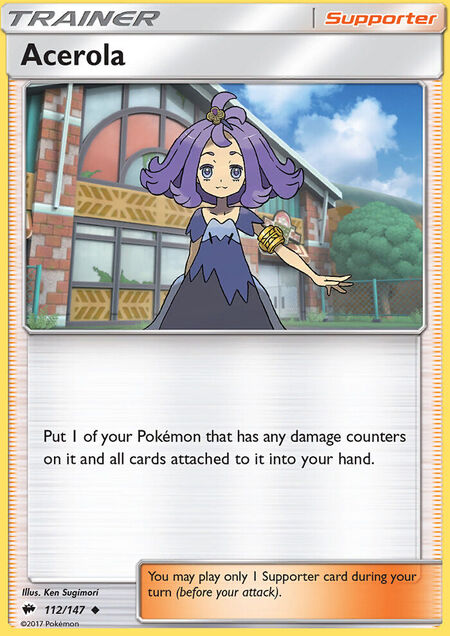 TRAINER Supporter
Acerola
Put 1 of your Pokémon that has any damage counters
on it and all cards attached to it into your hand.
Illus. Ken Sugimori
112/147
©2017 Pokémon
You may play only 1 Supporter card during your
turn (before your attack).